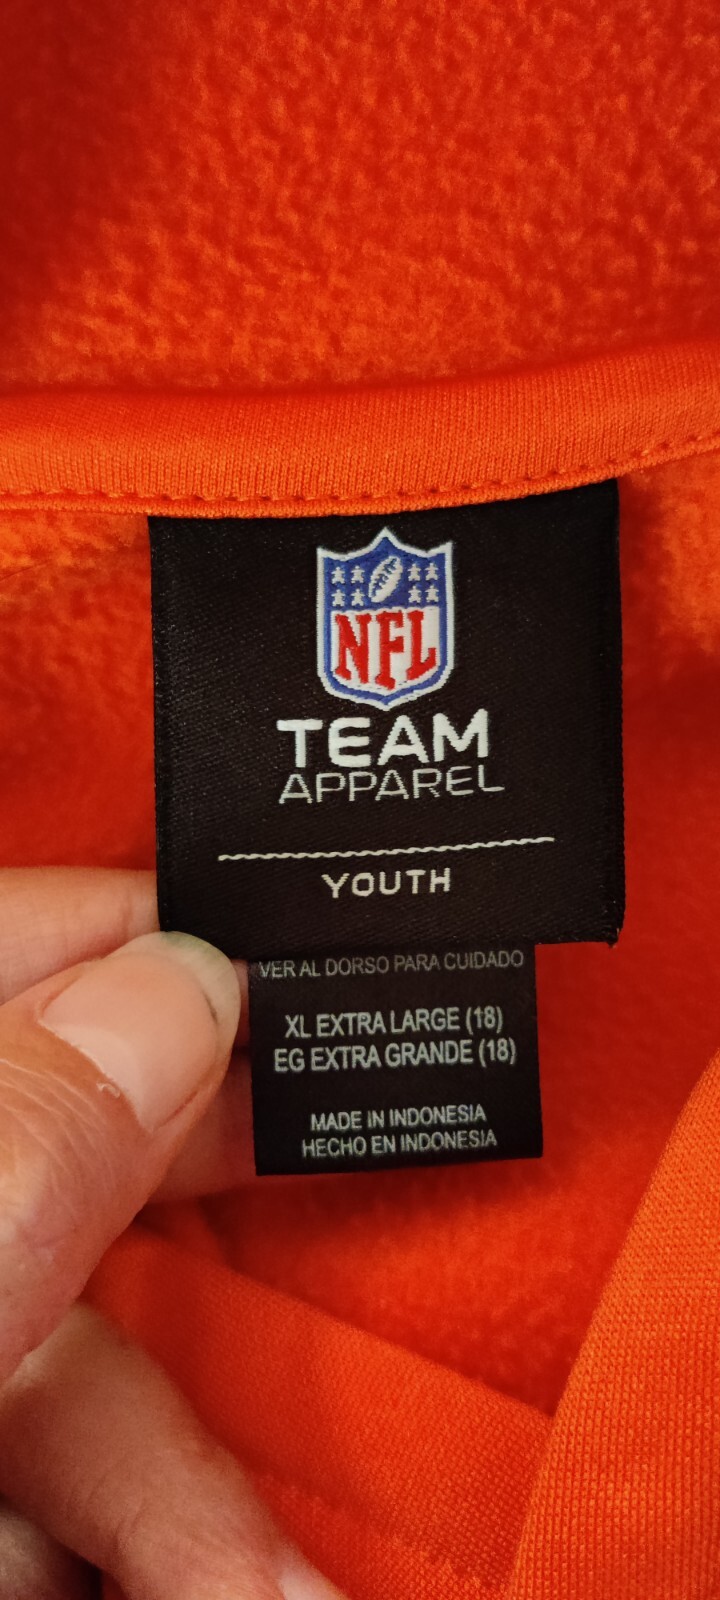 NFL
TEAM
APPAREL
YOUTH
VER AL DORSO PARA CUIDADO
XL EXTRA LARGE (18)
EG EXTRA GRANDE (18)
MADE IN INDONESIA
HECHO EN INDONESIA